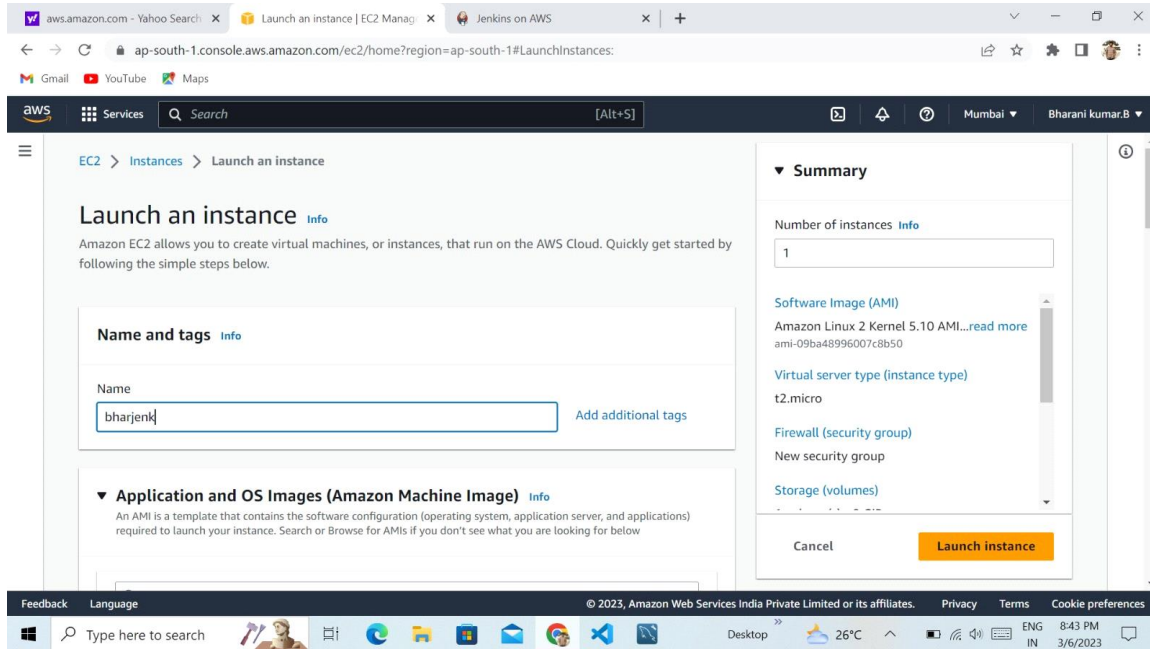 aws.amazon.com - Yahoo Search
Launch an instance | EC2 Manag
Jenkins on AWS
ap-south-1.console.aws.amazon.com/ec2/home?region=ap-south-1#LaunchInstances:
Gmail YouTube Maps
aws Services Search [Alt+S] Mumbai Bharani kumar.B
EC2 > Instances > Launch an instance
Launch an instance Info
Amazon EC2 allows you to create virtual machines, or instances, that run on the AWS Cloud. Quickly get started by
following the simple steps below.
Name and tags Info
Name
bharjenk
Add additional tags
Application and OS Images (Amazon Machine Image) Info
An AMI is a template that contains the software configuration (operating system, application server, and applications)
required to launch your instance. Search or Browse for AMIs if you don't see what you are looking for below
Summary
Number of instances Info
1
Software Image (AMI)
Amazon Linux 2 Kernel 5.10 AMI...read more
ami-09ba48996007c8b50
Virtual server type (instance type)
t2.micro
Firewall (security group)
New security group
Storage (volumes)
Cancel
Launch instance
Feedback Language © 2023, Amazon Web Services India Private Limited or its affiliates. Privacy Terms Cookie preferences
Type here to search Desktop 26°C ENG 8:43 PM
IN 3/6/2023